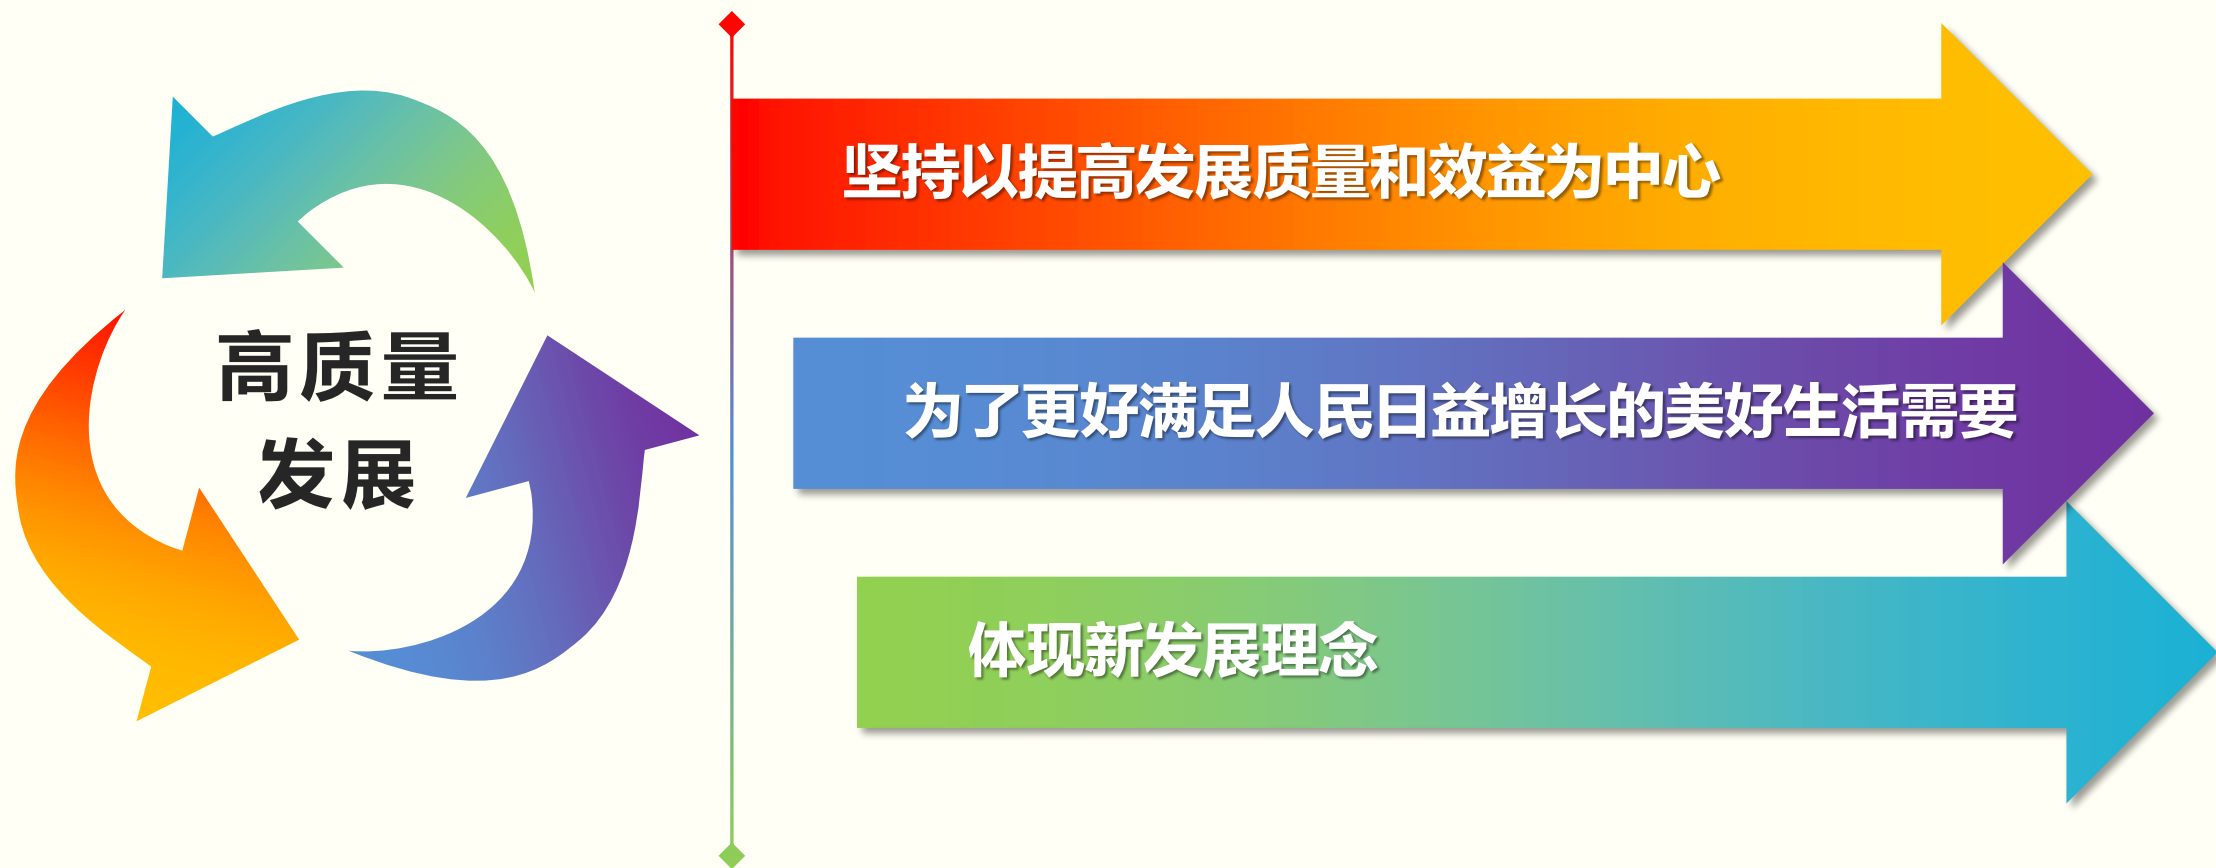 高质量
发展
坚持以提高发展质量和效益为中心
为了更好满足人民日益增长的美好生活需要
体现新发展理念